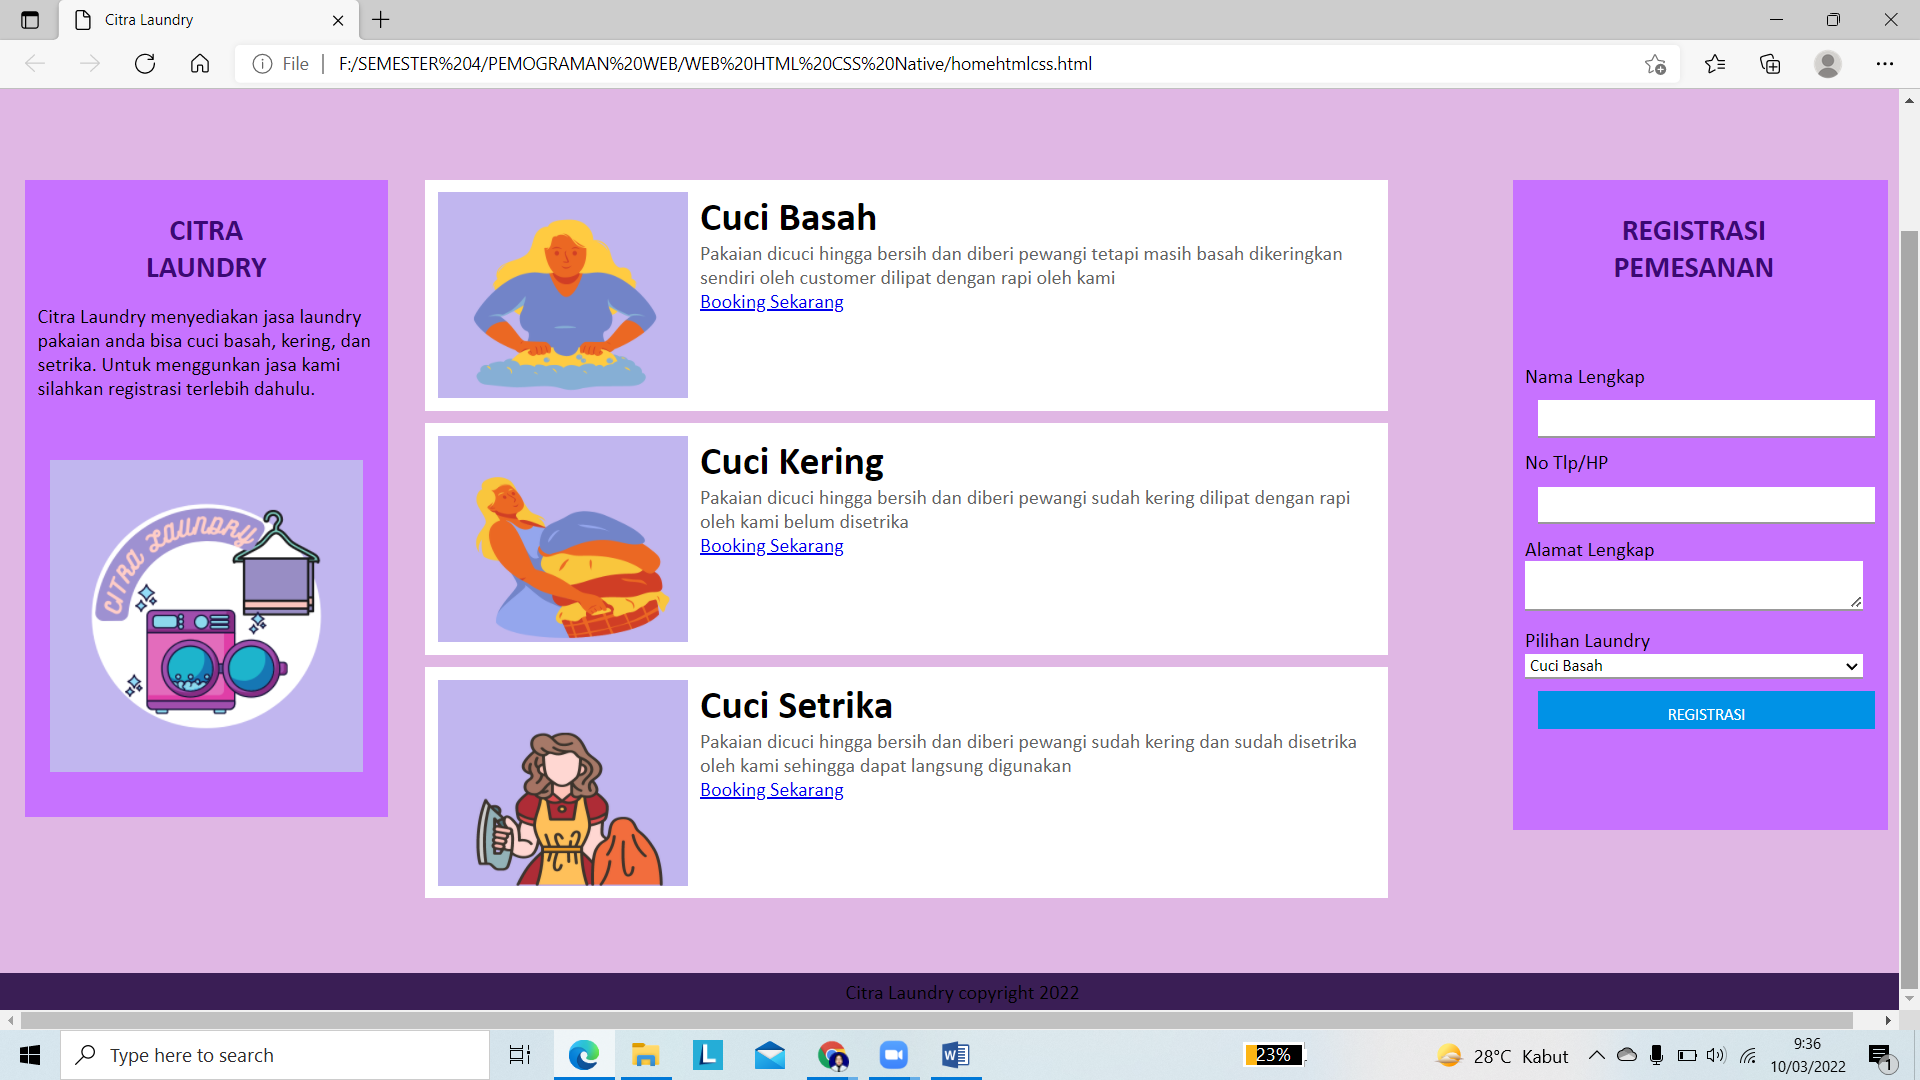 Citra Laundry
File
F:/SEMESTER%204/PEMOGRAMAN%20WEB/WEB%20HTML%20CSS%20Native/homehtmlcss.html
CITRA
LAUNDRY
Citra Laundry menyediakan jasa laundry
pakaian anda bisa cuci basah, kering, dan
setrika. Untuk menggunkan jasa kami
silahkan registrasi terlebih dahulu.
CITRA LAUNDRY
Cuci Basah
Pakaian dicuci hingga bersih dan diberi pewangi tetapi masih basah dikeringkan
sendiri oleh customer dilipat dengan rapi oleh kami
Booking Sekarang
Cuci Kering
Pakaian dicuci hingga bersih dan diberi pewangi sudah kering dilipat dengan rapi
oleh kami belum disetrika
Booking Sekarang
Cuci Setrika
Pakaian dicuci hingga bersih dan diberi pewangi sudah kering dan sudah disetrika
oleh kami sehingga dapat langsung digunakan
Booking Sekarang
REGISTRASI
PEMESANAN
Nama Lengkap
No Tlp/HP
Alamat Lengkap
Pilihan Laundry
Cuci Basah
REGISTRASI
Citra Laundry copyright 2022
Type here to search
L
23%
28°C Kabut
9:36
10/03/2022
1